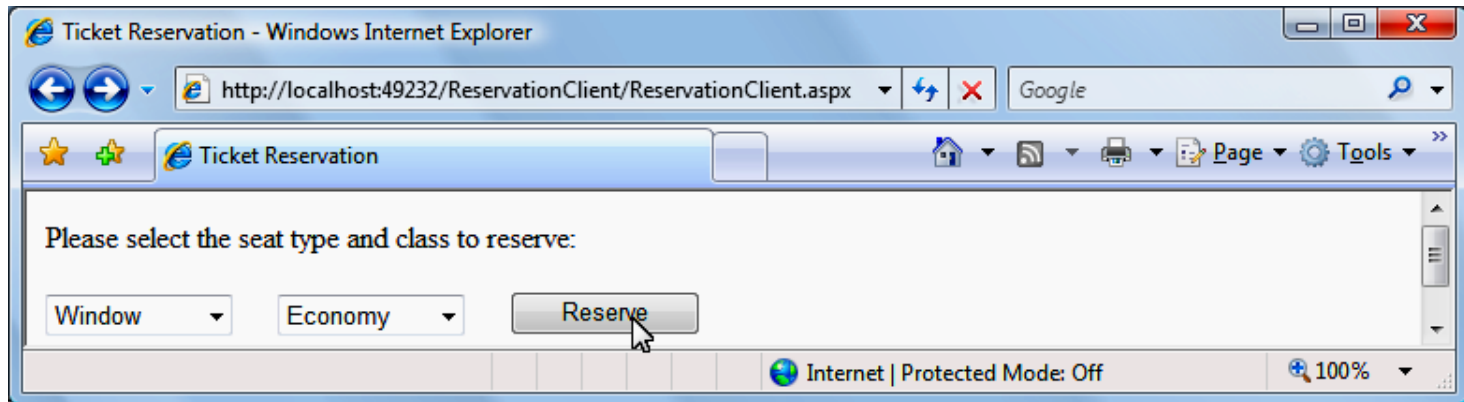 Ticket Reservation - Windows Internet Explorer
http://localhost:49232/ReservationClient/ReservationClient.aspx Google
Ticket Reservation Page Tools »
Please select the seat type and class to reserve:
Window Economy Reserve
Internet | Protected Mode: Off 100%